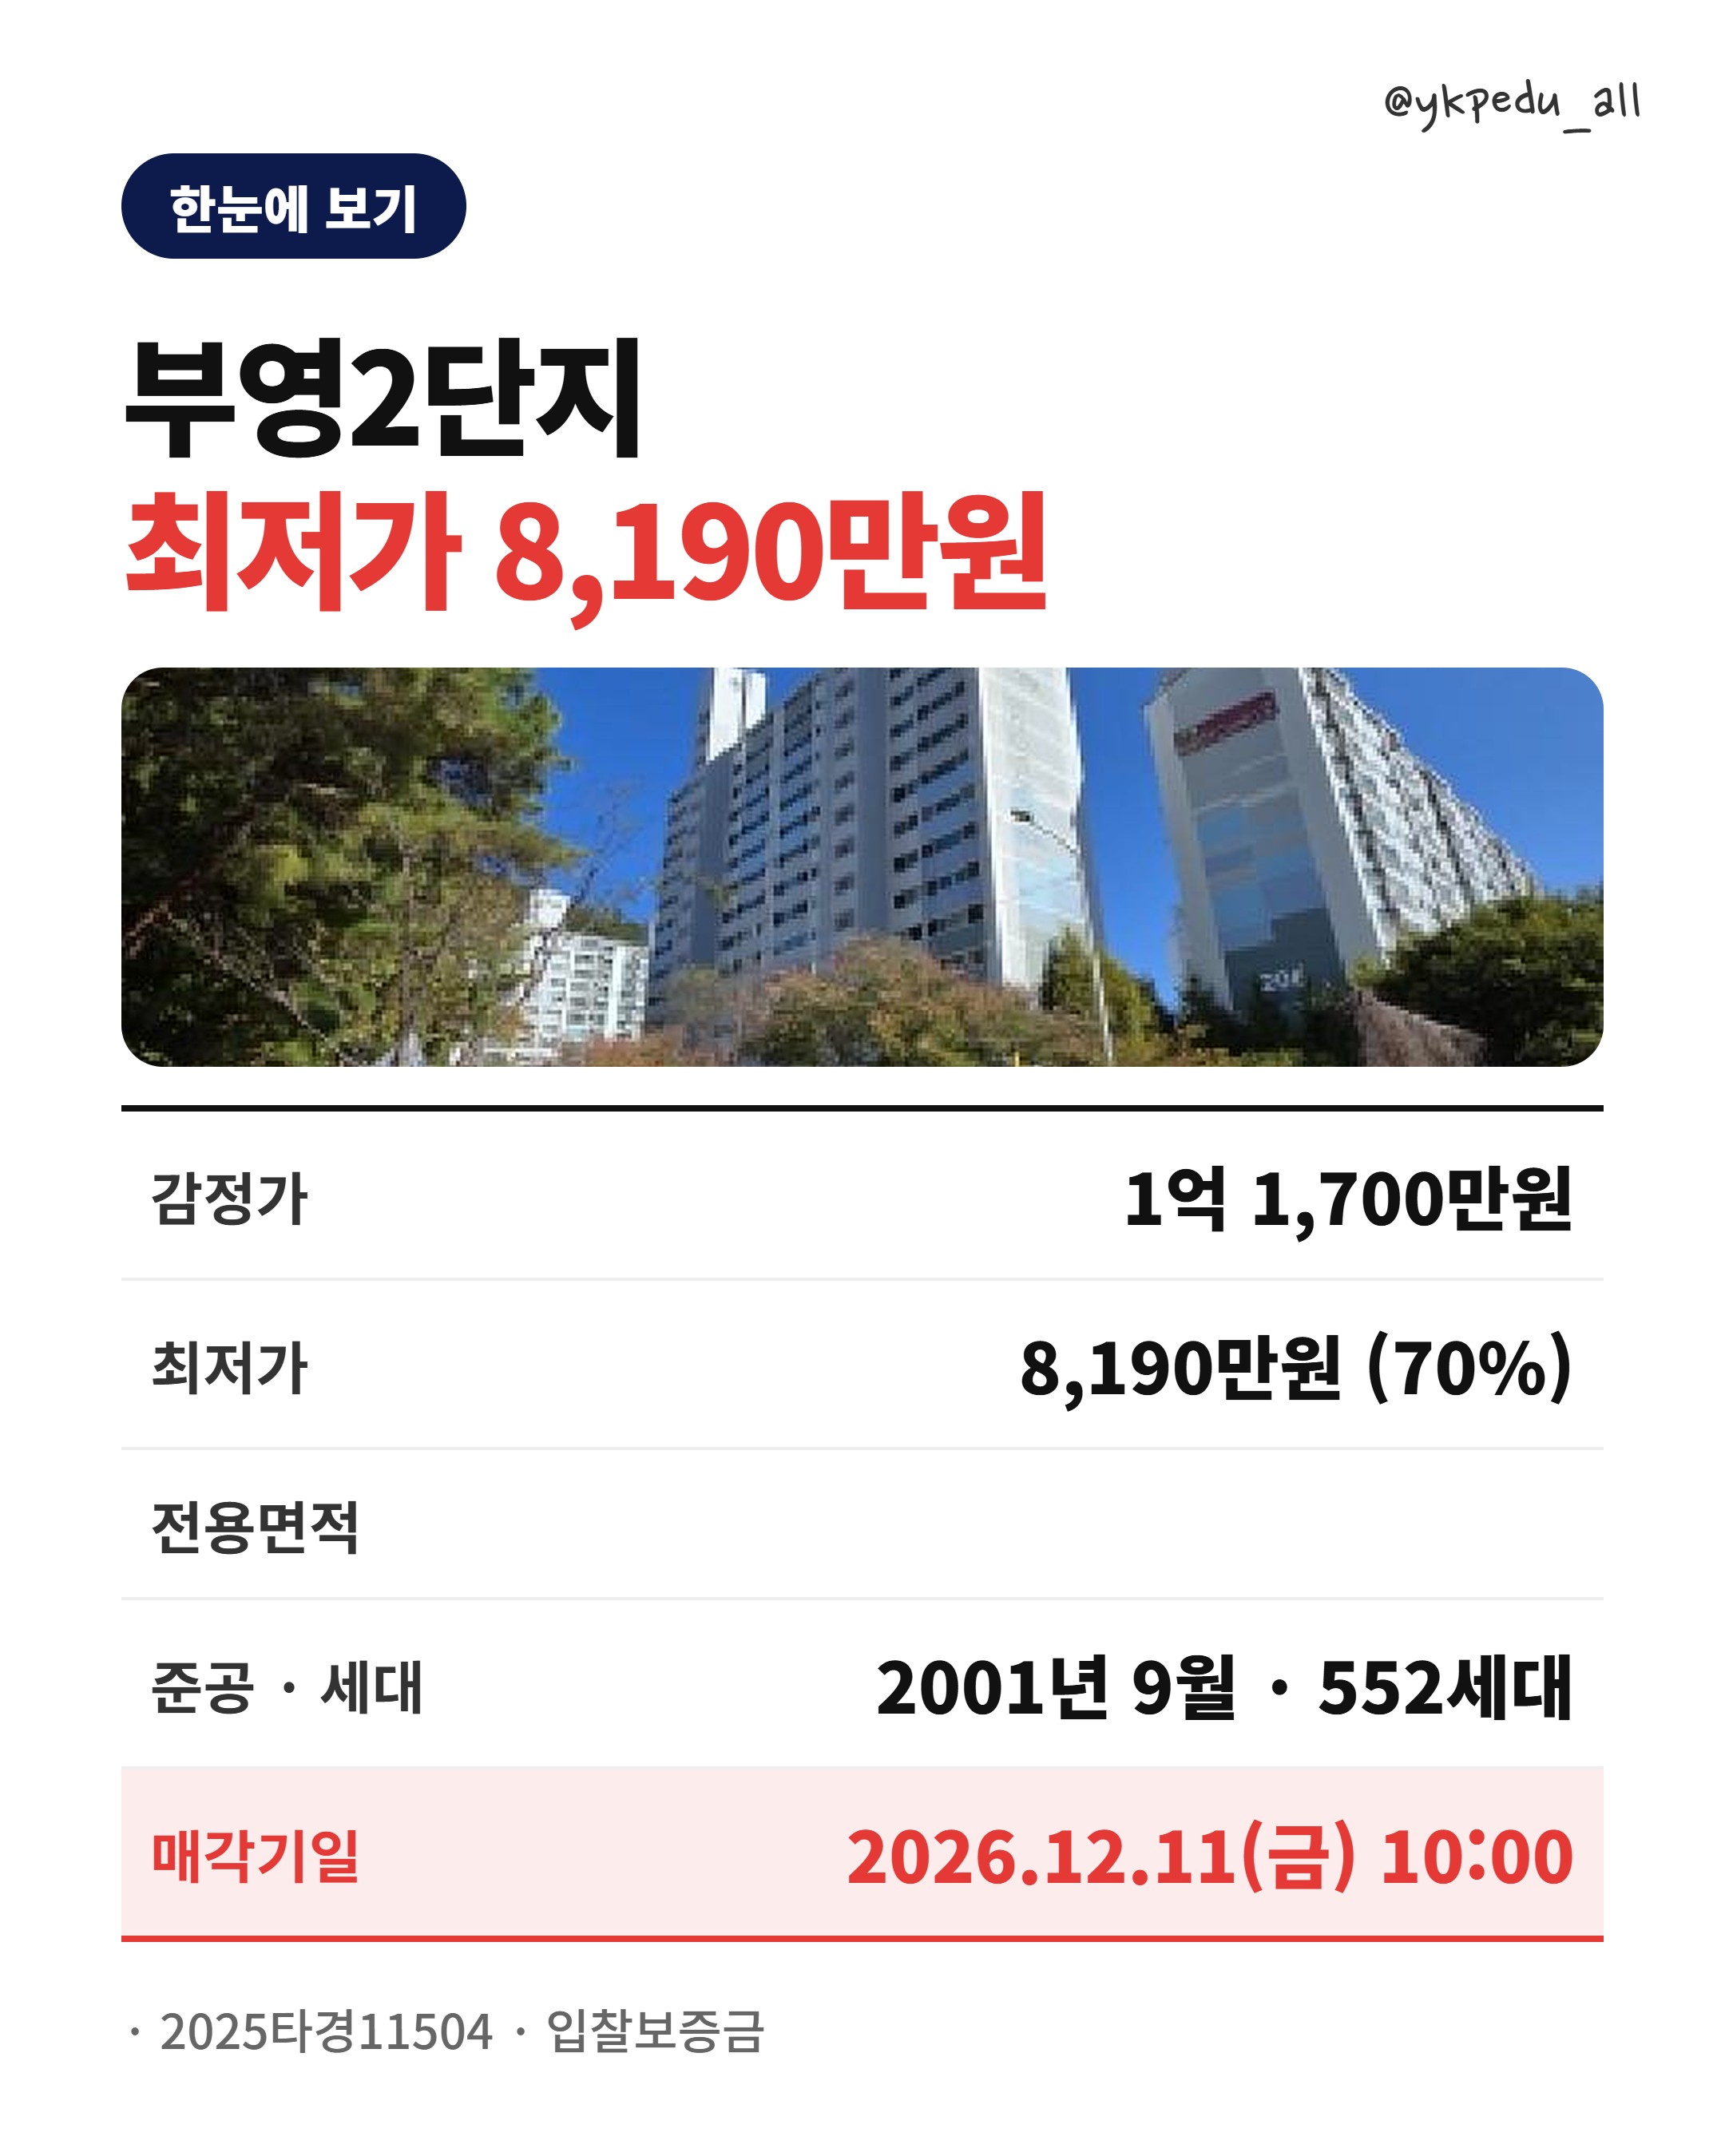 @ykpedu_all
한눈에 보기
부영2단지
최저가 8,190만원
감정가 1억 1,700만원
최저가 8,190만원 (70%)
전용면적
준공 · 세대 2001년 9월 · 552세대
매각기일 2026.12.11(금) 10:00
· 2025타경11504 · 입찰보증금